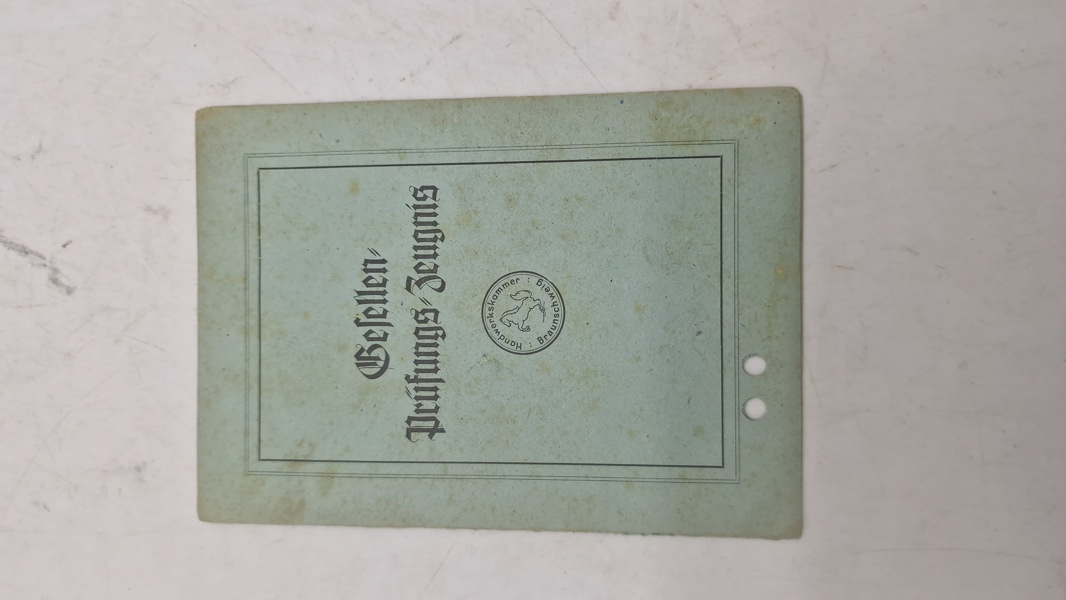 Gesellen-
Prüfungs-Zeugnis
Handwerkskammer : Braunschweig :